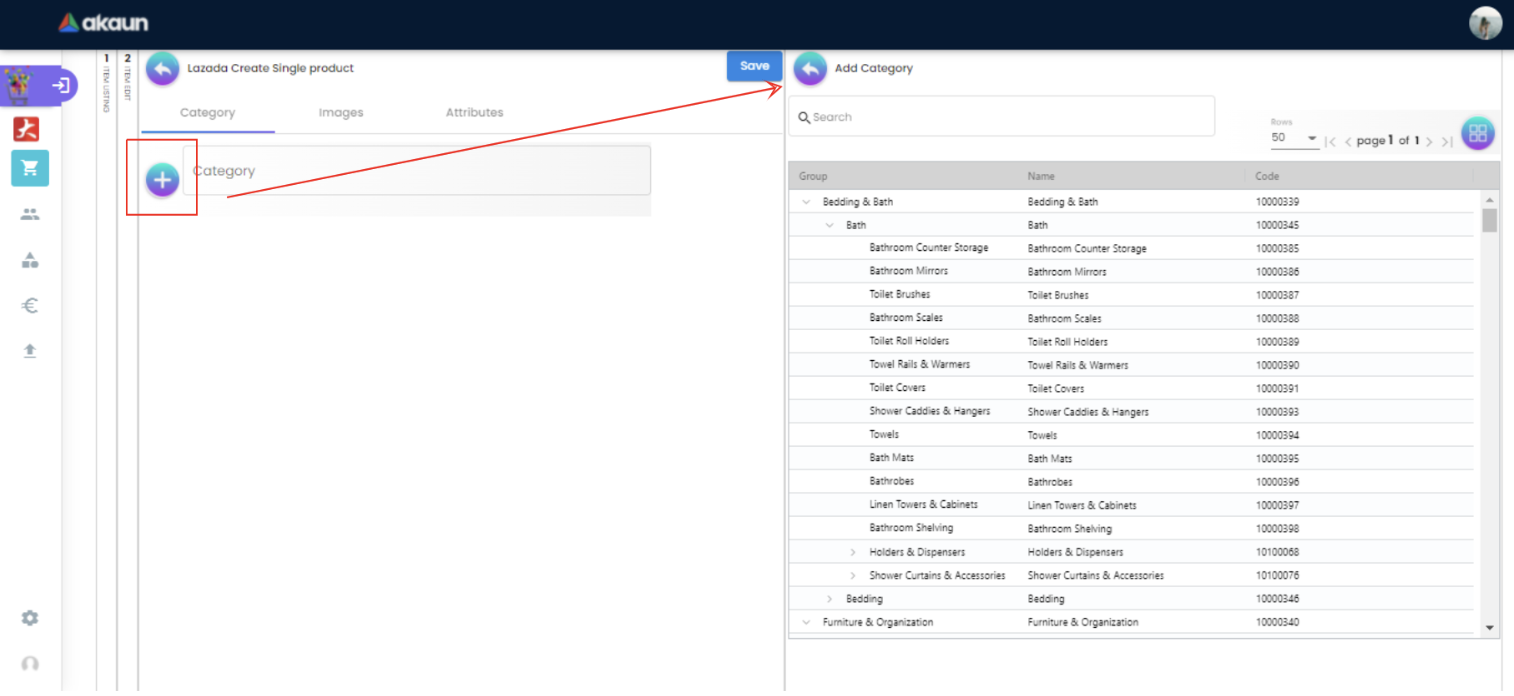 akaun
1
ITEM LISTING
2
ITEM EDIT
Lazada Create Single product
Save
Category
Images
Attributes
Category
Add Category
Search
Rows
50
page 1 of 1
Group Name Code
Bedding & Bath Bedding & Bath 10000339
Bath Bath 10000345
Bathroom Counter Storage Bathroom Counter Storage 10000385
Bathroom Mirrors Bathroom Mirrors 10000386
Toilet Brushes Toilet Brushes 10000387
Bathroom Scales Bathroom Scales 10000388
Toilet Roll Holders Toilet Roll Holders 10000389
Towel Rails & Warmers Towel Rails & Warmers 10000390
Toilet Covers Toilet Covers 10000391
Shower Caddies & Hangers Shower Caddies & Hangers 10000393
Towels Towels 10000394
Bath Mats Bath Mats 10000395
Bathrobes Bathrobes 10000396
Linen Towers & Cabinets Linen Towers & Cabinets 10000397
Bathroom Shelving Bathroom Shelving 10000398
Holders & Dispensers Holders & Dispensers 10100068
Shower Curtains & Accessories Shower Curtains & Accessories 10100076
Bedding Bedding 10000346
Furniture & Organization Furniture & Organization 10000340